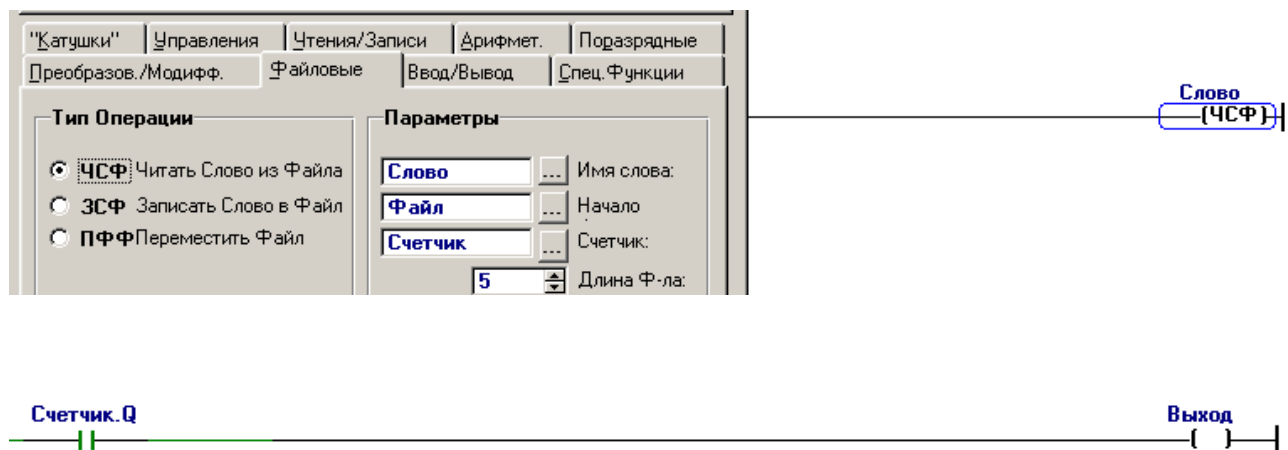 "Катушки" Управления Чтения/Записи Арифмет. Поразрядные
Преобразов./Модифф. Файловые Ввод/Вывод Спец.Функции
Тип Операции
ЧСФ Читать Слово из Файла
ЗСФ Записать Слово в Файл
ПФФ Переместить Файл
Параметры
Слово ... Имя слова:
Файл ... Начало
Счетчик ... Счетчик:
5 Длина Ф-ла:
Слово
(ЧСФ)
Счетчик.Q
Выход
( )